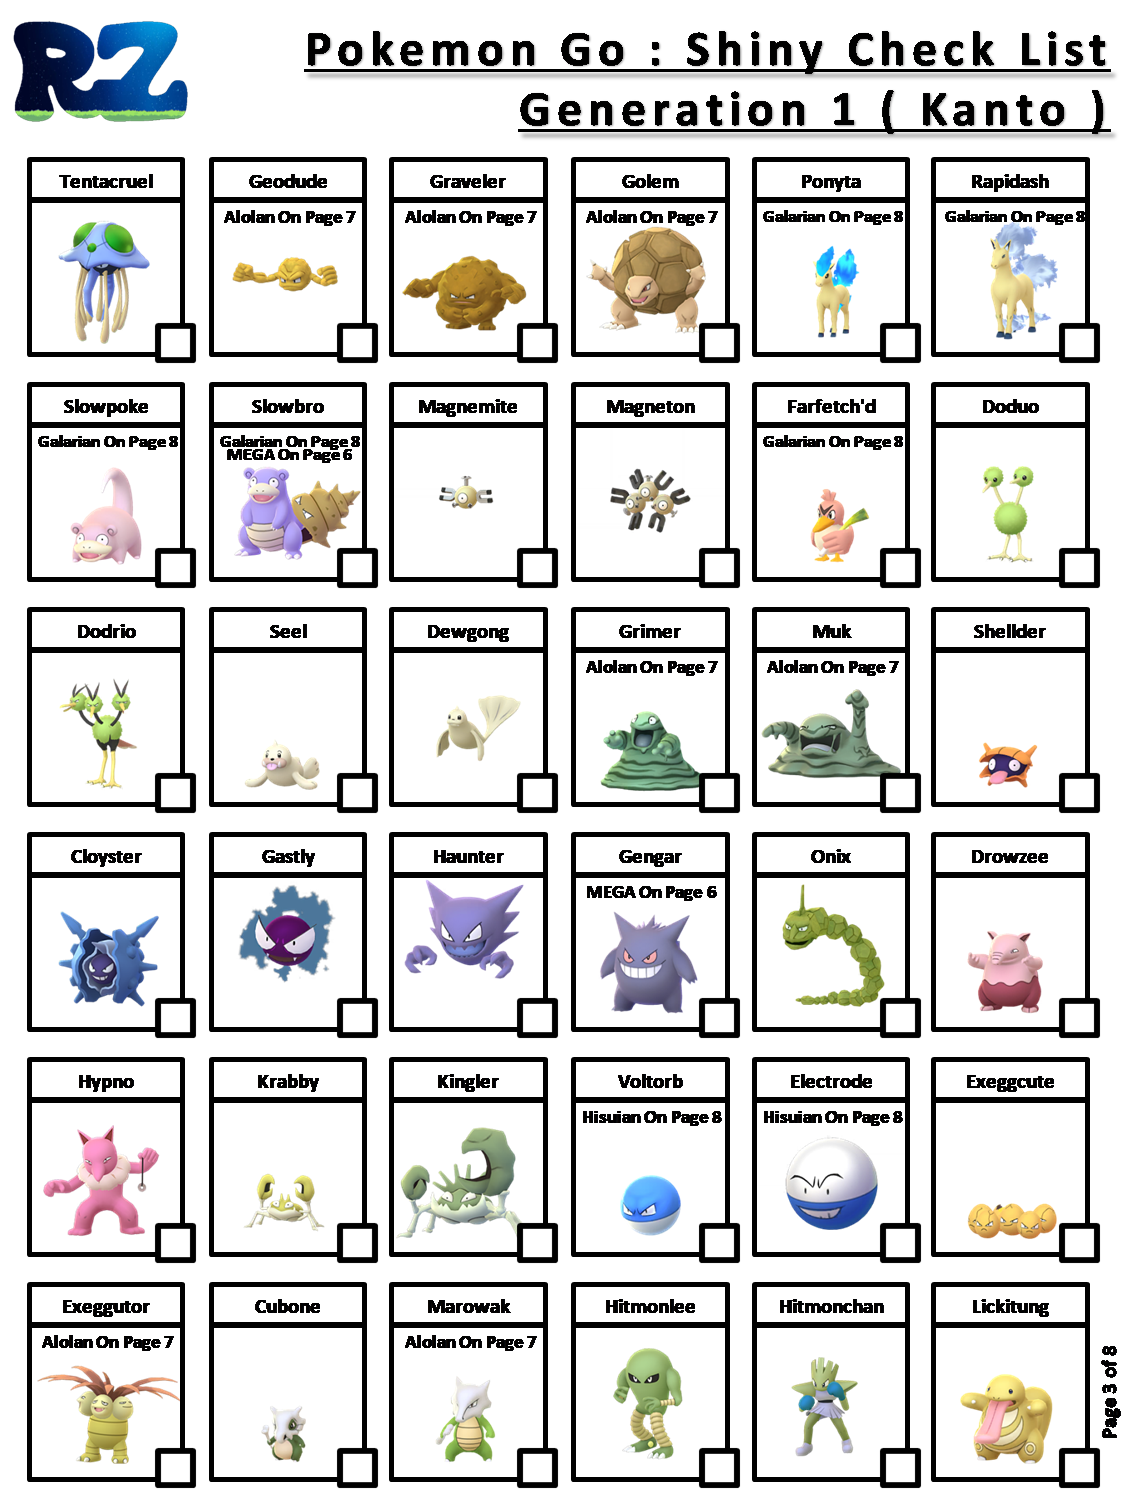 RZ
Pokemon Go : Shiny Check List
Generation 1 ( Kanto )
Tentacruel
Geodude
Alolan On Page 7
Graveler
Alolan On Page 7
Golem
Alolan On Page 7
Ponyta
Galarian On Page 8
Rapidash
Galarian On Page 8
Slowpoke
Galarian On Page 8
Slowbro
Galarian On Page 8
MEGA On Page 6
Magnemite
Magneton
Farfetch'd
Galarian On Page 8
Doduo
Dodrio
Seel
Dewgong
Grimer
Alolan On Page 7
Muk
Alolan On Page 7
Shellder
Cloyster
Gastly
Haunter
Gengar
MEGA On Page 6
Onix
Drowzee
Hypno
Krabby
Kingler
Voltorb
Hisuian On Page 8
Electrode
Hisuian On Page 8
Exeggcute
Exeggutor
Alolan On Page 7
Cubone
Marowak
Alolan On Page 7
Hitmonlee
Hitmonchan
Lickitung
Page 3 of 8